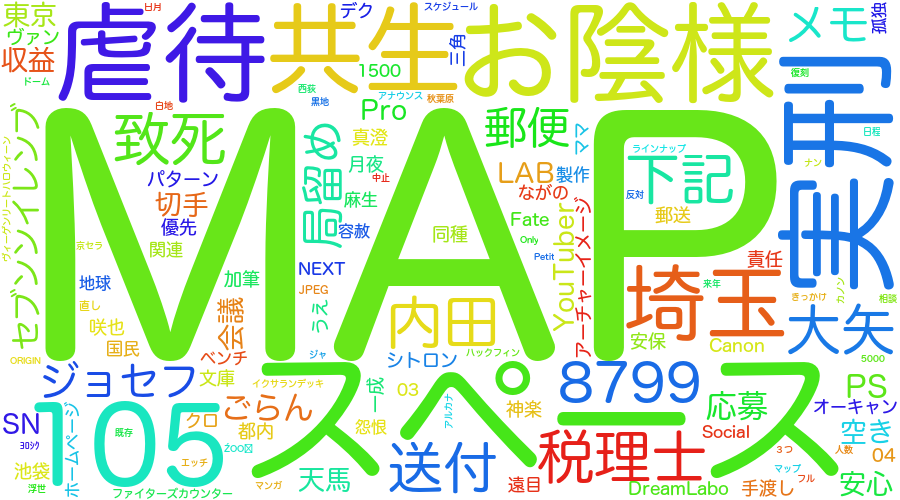 日月
東京
ヴァン
収益
ドーム
虐待
共生
デク
スケジュール
三角
お陰様
メモ
孤独
1500
アナウンス
秋葉原
西荻
黒地
白地
復刻
実刑
日程
ナン
セブンソンイレンブ
ヴィーガンリートハロウィーン
致死
局留め
Pro
真澄
月夜
麻生
中止
容赦
郵便
ママ
LAB
製作
ながの
Fate
Only
Petit
YouTuber
アーチャーイメージ
ラインナップ
下記
反対
郵送
責任
パターン
切手
優先
関連
MAP
同種
京セラ
地球
直し
加筆
NEXT
JPEG
うえ
埼玉
来年
きっかけ
カノン
相談
大矢
安保
Canon
5000
咲也
国民
会議
ベンチ
文庫
内田
シトロン
ジャ
バックフィン
ORIGIN
ジョセフ
イクサランデッキ
一成
03
怨恨
アルカナ
スペース
8799
神楽
応募
PS
オーキャン
SN
ヨロシク
ホームページ
105
既存
クロ
エッチ
ごらん
都内
天馬
マンガ
送付
遠目
税理士
Social
3つ
マップ
フル
人数
空き
04
池袋
浮世
ファイターズカウンター
DreamLabo
手渡し
安心